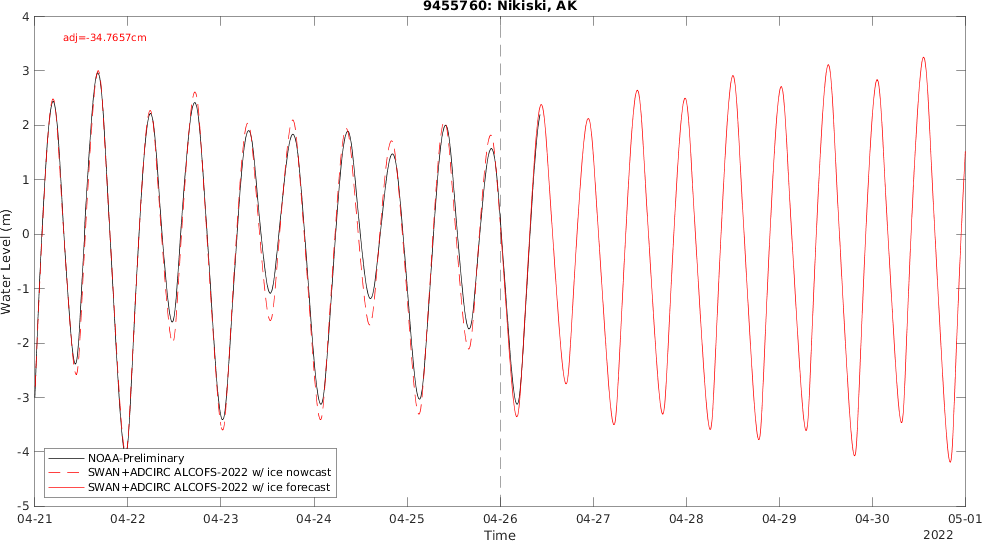 9455760: Nikiski, AK
adj=-34.7657cm
Water Level (m)
4
3
2
1
0
-1
-2
-3
-4
-5
NOAA-Preliminary
SWAN+ADCIRC ALCOFS-2022 w/ ice nowcast
SWAN+ADCIRC ALCOFS-2022 w/ ice forecast
04-21 04-22 04-23 04-24 04-25 04-26 04-27 04-28 04-29 04-30 05-01
Time
2022